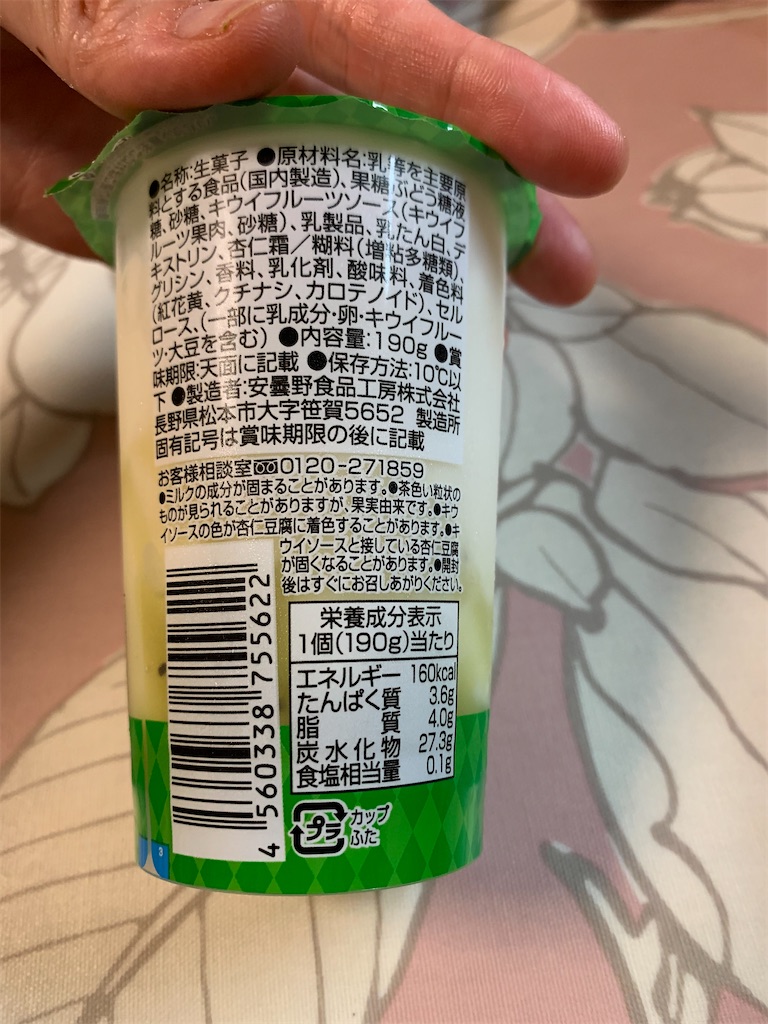 ●名称:生菓子 ●原材料名:乳等を主要原
料とする食品(国内製造)、果糖ぶどう糖液
糖、砂糖、キウイフルーツソース(キウイフ
ルーツ果肉、砂糖)、乳製品、乳たん白、デ
キストリン、杏仁霜／糊料(増粘多糖類)、
グリシン、香料、乳化剤、酸味料、着色料
(紅花黄、クチナシ、カロテノイド)、セル
ロース、(一部に乳成分・卵・キウイフルー
ツ・大豆を含む) ●内容量:190g ●賞
味期限:天面に記載 ●保存方法:10℃以
下 ●製造者:安曇野食品工房株式会社
長野県松本市大字笹賀5652 製造所
固有記号は賞味期限の後に記載
お客様相談室 0120-271859
●ミルクの成分が固まることがあります。●茶色い粒状の
ものが見られることがありますが、果実由来です。●キウ
イソースの色が杏仁豆腐に着色することがあります。●キ
ウイソースと接している杏仁豆腐
が固くなることがあります。●開封
後はすぐにお召しあがりください。
栄養成分表示
1個(190g)当たり
エネルギー 160kcal
たんぱく質 3.6g
脂質 4.0g
炭水化物 27.3g
食塩相当量 0.1g
4 560338 755622
プラ カップ
ふた
3